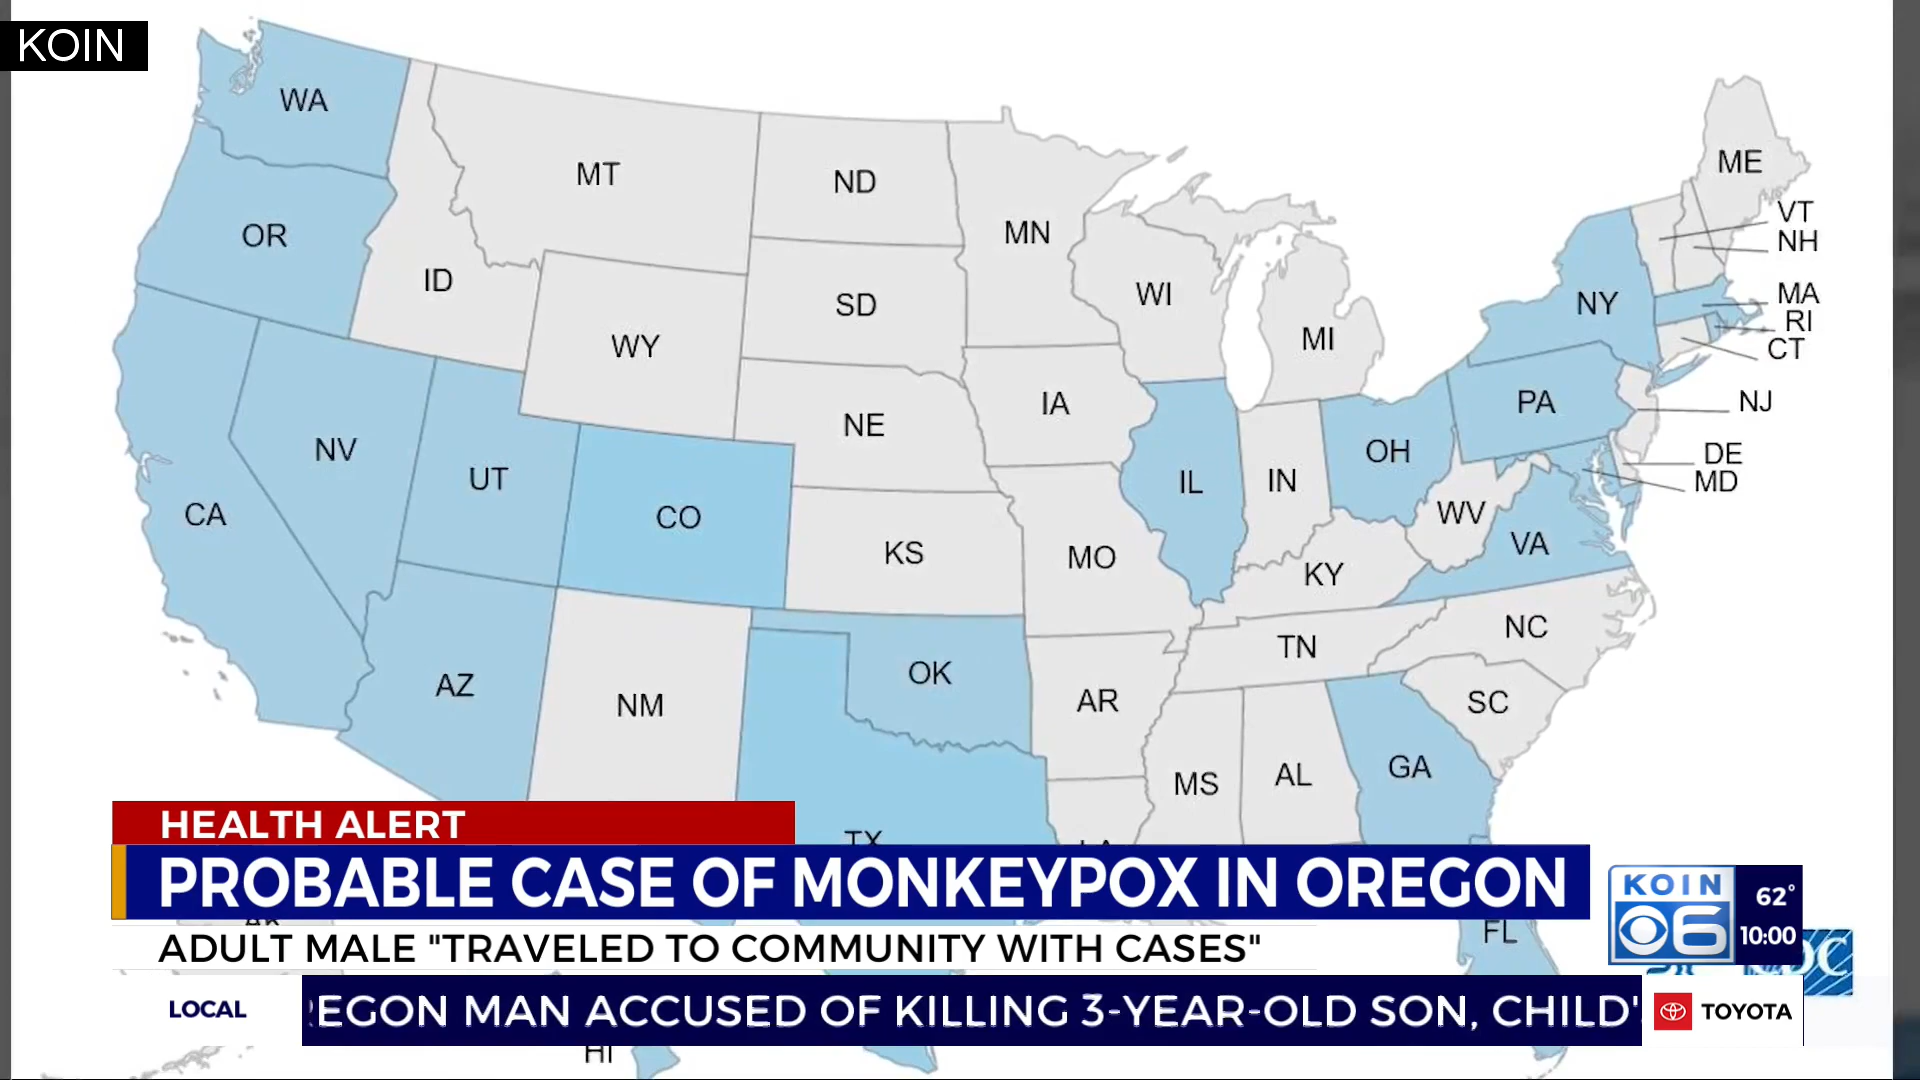 KOIN
WA
MT
ND
MN
ME
VT
NH
OR
ID
SD
WI
MI
NY
MA
RI
CT
WY
IA
NE
PA
NJ
NV
UT
CO
KS
MO
IL
IN
OH
WV
VA
DE
MD
CA
KY
NC
TN
AZ
NM
OK
AR
SC
MS
AL
GA
TX
LA
HEALTH ALERT
PROBABLE CASE OF MONKEYPOX IN OREGON
AK
FL
ADULT MALE "TRAVELED TO COMMUNITY WITH CASES"
KOIN 6
62°
10:00
LOCAL
EGON MAN ACCUSED OF KILLING 3-YEAR-OLD SON, CHILD'
TOYOTA
HI